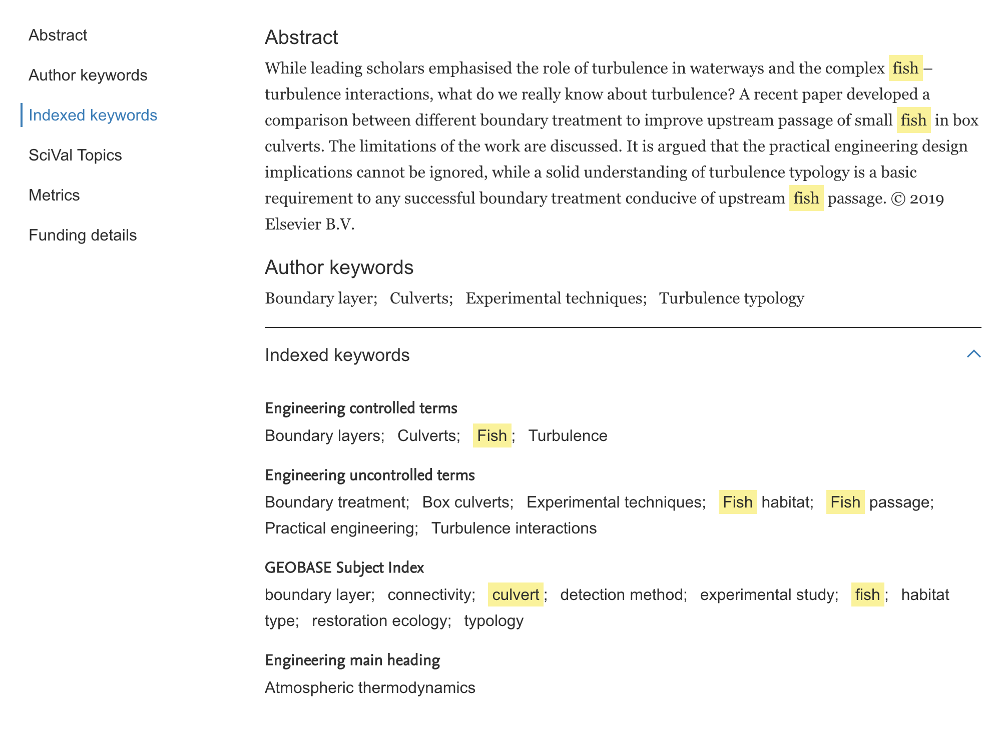 Abstract
Author keywords
Indexed keywords
SciVal Topics
Metrics
Funding details
Abstract
While leading scholars emphasised the role of turbulence in waterways and the complex fish –
turbulence interactions, what do we really know about turbulence? A recent paper developed a
comparison between different boundary treatment to improve upstream passage of small fish in box
culverts. The limitations of the work are discussed. It is argued that the practical engineering design
implications cannot be ignored, while a solid understanding of turbulence typology is a basic
requirement to any successful boundary treatment conducive of upstream fish passage. © 2019
Elsevier B.V.
Author keywords
Boundary layer; Culverts; Experimental techniques; Turbulence typology
Indexed keywords
Engineering controlled terms
Boundary layers; Culverts; Fish ; Turbulence
Engineering uncontrolled terms
Boundary treatment; Box culverts; Experimental techniques; Fish habitat; Fish passage;
Practical engineering; Turbulence interactions
GEOBASE Subject Index
boundary layer; connectivity; culvert ; detection method; experimental study; fish ; habitat
type; restoration ecology; typology
Engineering main heading
Atmospheric thermodynamics